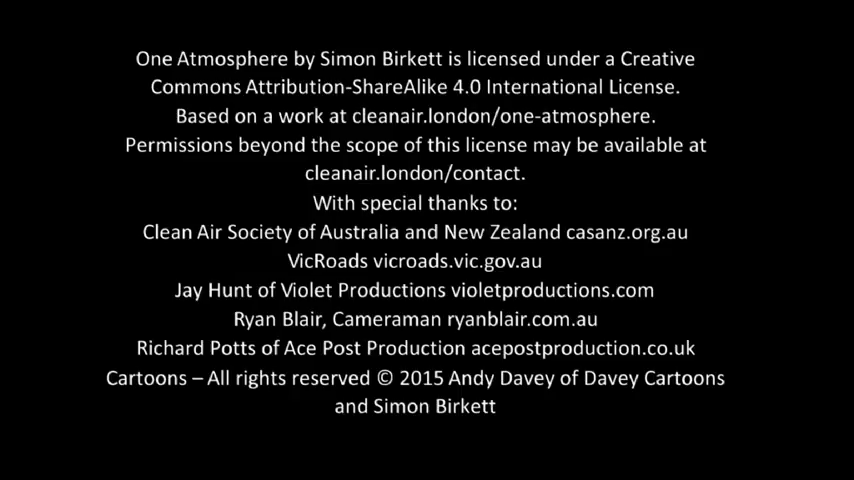 One Atmosphere by Simon Birkett is licensed under a Creative
Commons Attribution-ShareAlike 4.0 International License.
Based on a work at cleanair.london/one-atmosphere.
Permissions beyond the scope of this license may be available at
cleanair.london/contact.
With special thanks to:
Clean Air Society of Australia and New Zealand casanz.org.au
VicRoads vicroads.vic.gov.au
Jay Hunt of Violet Productions violetproductions.com
Ryan Blair, Cameraman ryanblair.com.au
Richard Potts of Ace Post Production acepostproduction.co.uk
Cartoons – All rights reserved © 2015 Andy Davey of Davey Cartoons
and Simon Birkett